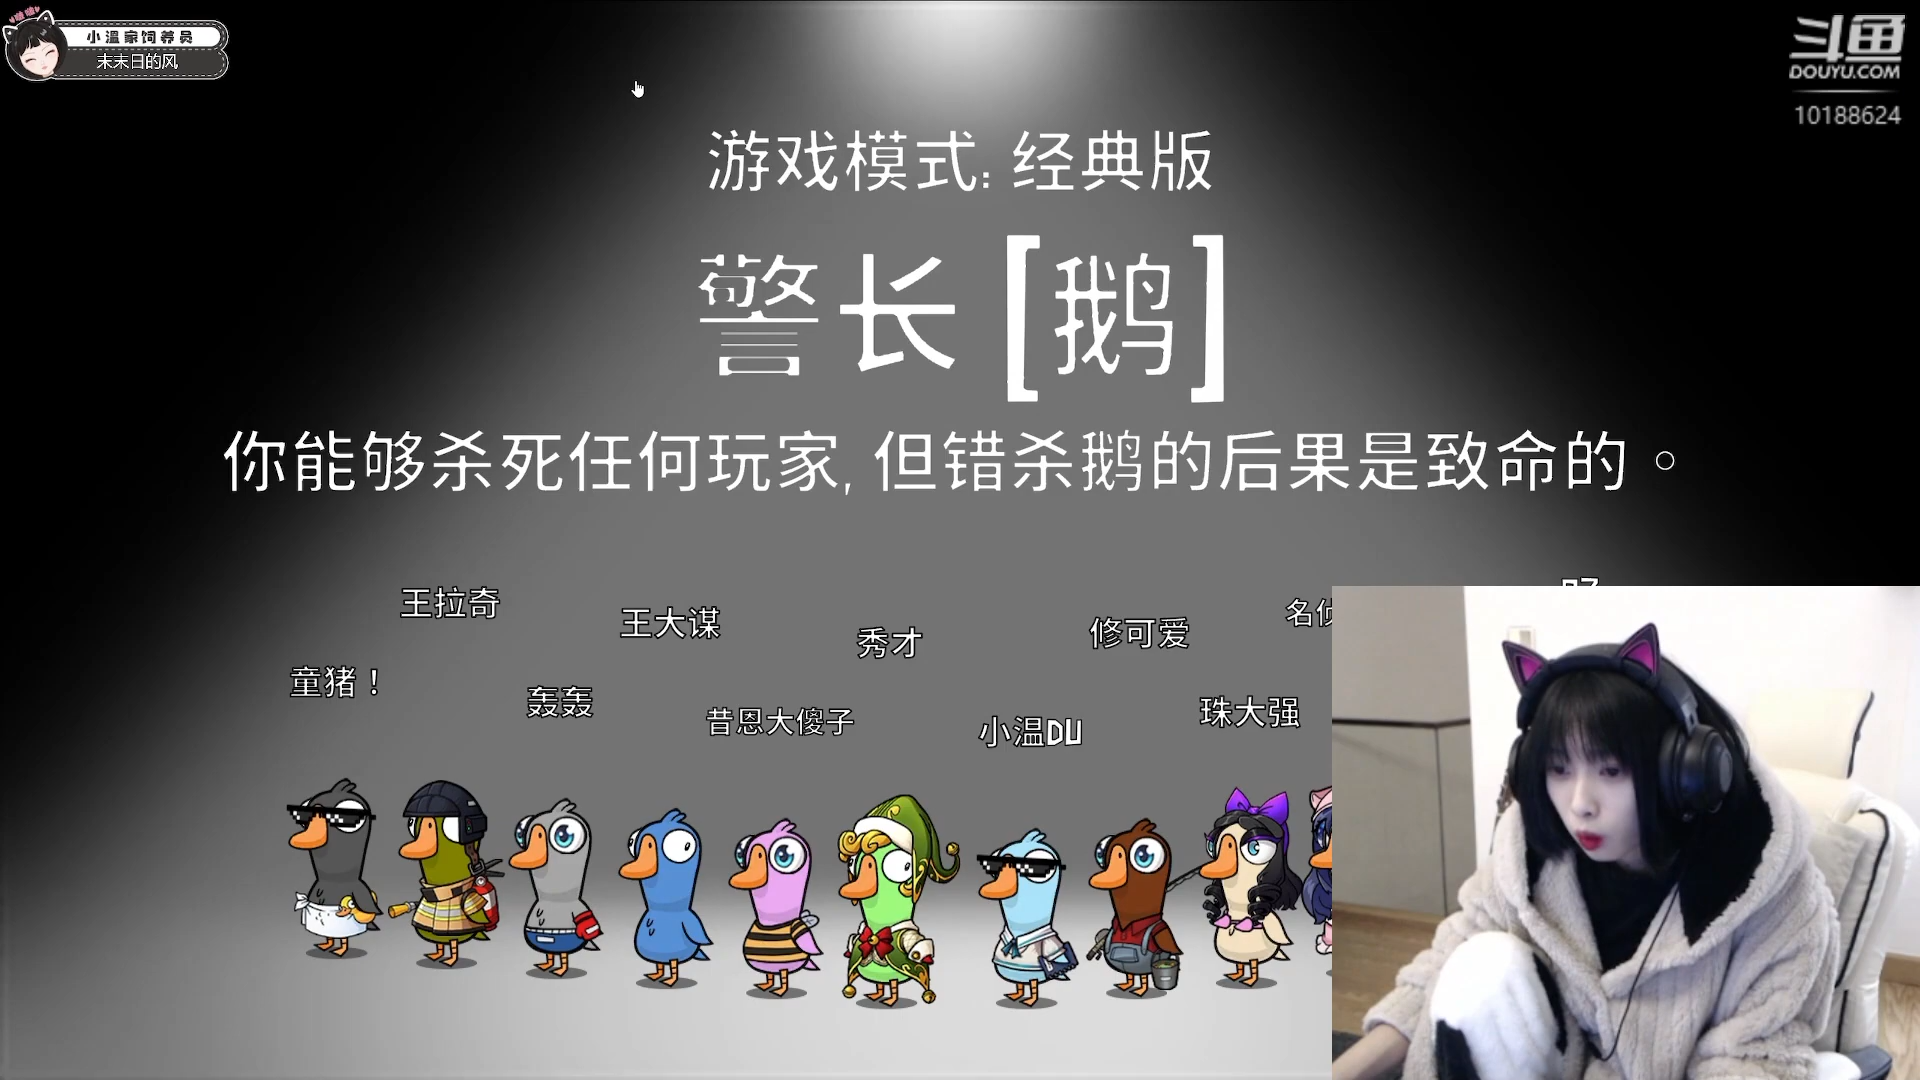 小温家饲养员
末末日的风
斗鱼
DOUYU.COM
10188624
游戏模式: 经典版
警长 [鹅]
你能够杀死任何玩家, 但错杀鹅的后果是致命的。
王拉奇
王大谋
秀才
修可爱
童猪！
轰轰
昔恩大傻子
小温DU
珠大强